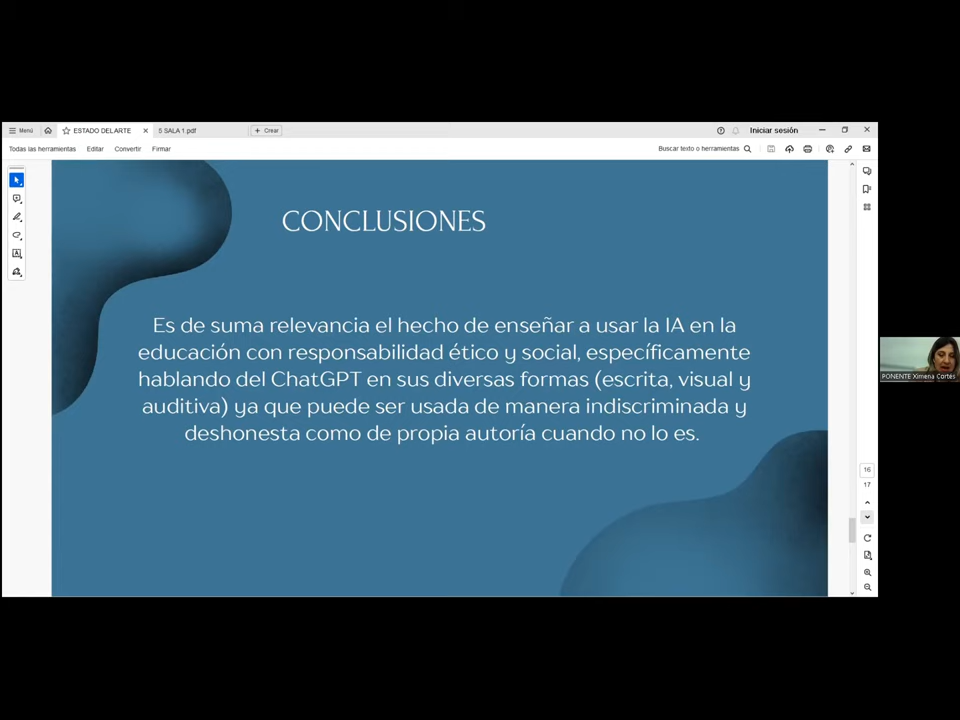 Menú
ESTADO DEL ARTE
5 SALA 1.pdf
Crear
Iniciar sesión
Todas las herramientas
Editar
Convertir
Firmar
Buscar texto o herramientas
CONCLUSIONES
Es de suma relevancia el hecho de enseñar a usar la IA en la
educación con responsabilidad ético y social, específicamente
hablando del ChatGPT en sus diversas formas (escrita, visual y
auditiva) ya que puede ser usada de manera indiscriminada y
deshonesta como de propia autoría cuando no lo es.
PONENTE Ximena Cortés
16
17